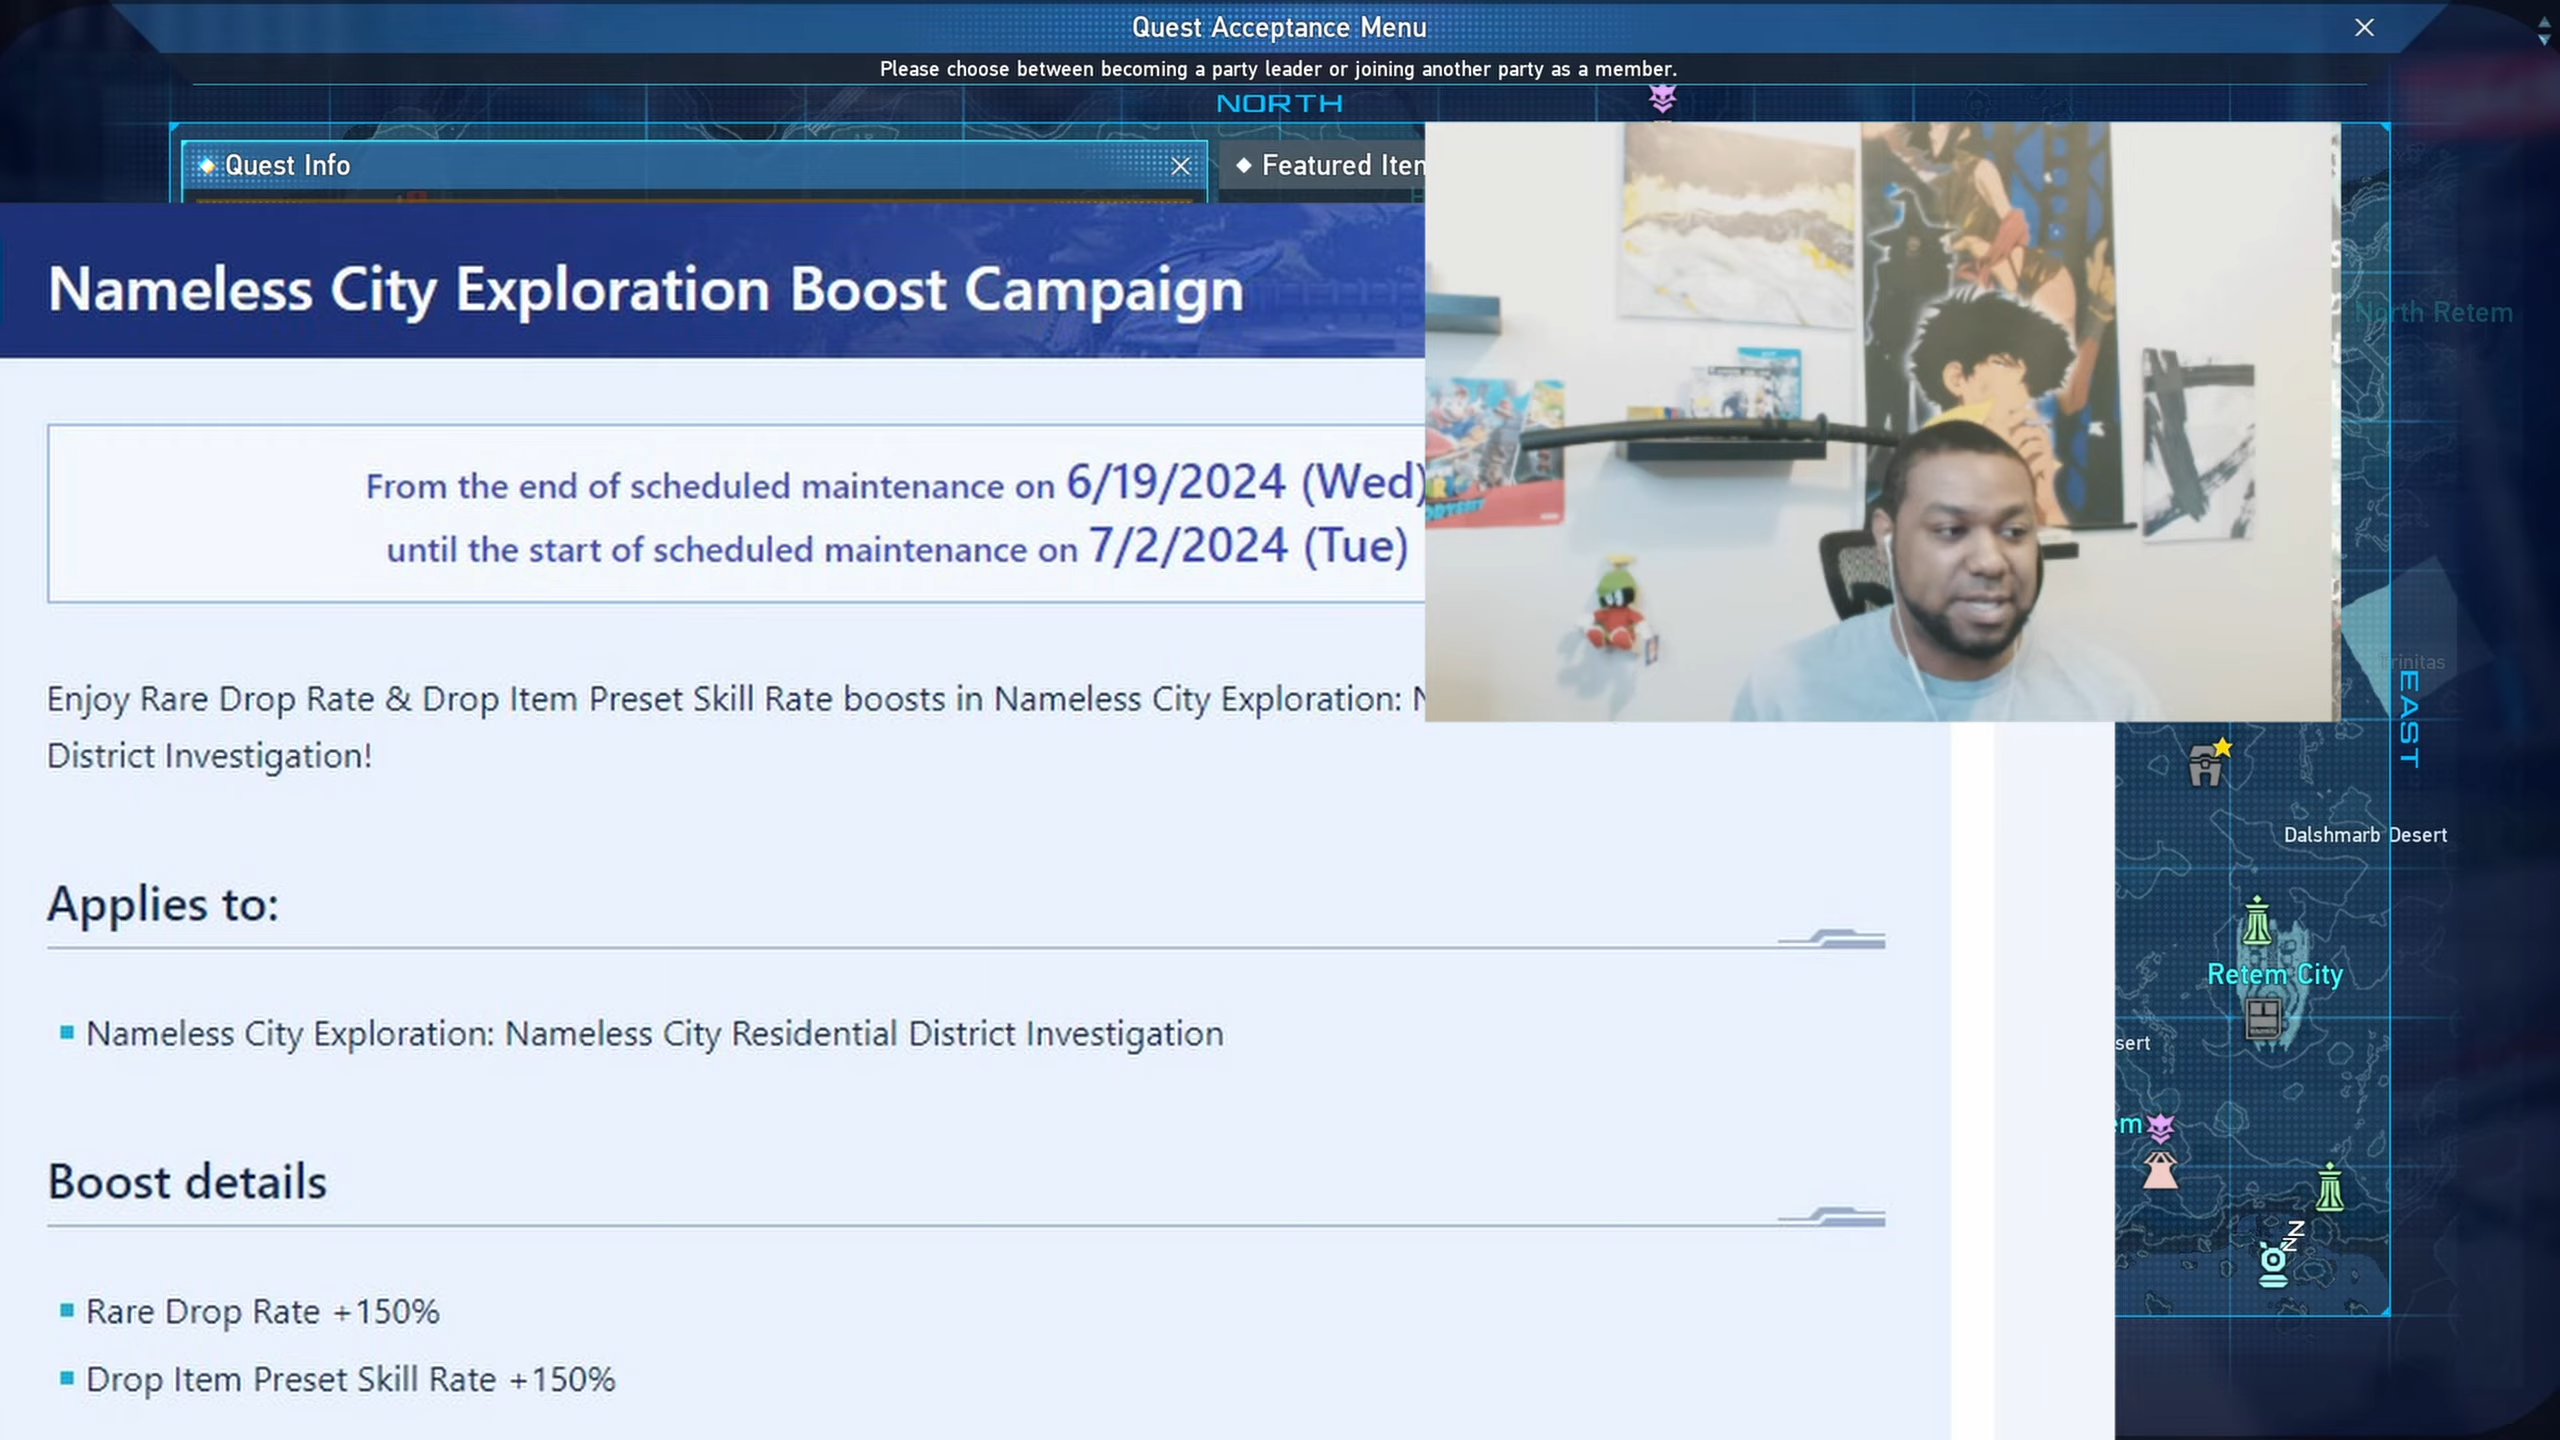 Quest Acceptance Menu
Please choose between becoming a party leader or joining another party as a member.
NORTH
Quest Info
Featured Iten
Nameless City Exploration Boost Campaign
North Retem
From the end of scheduled maintenance on 6/19/2024 (Wed)
until the start of scheduled maintenance on 7/2/2024 (Tue)
Enjoy Rare Drop Rate & Drop Item Preset Skill Rate boosts in Nameless City Exploration: N
District Investigation!
Trinitas
EAST
Dalshmarb Desert
Applies to:
Retem City
Nameless City Exploration: Nameless City Residential District Investigation
sert
em
Boost details
Rare Drop Rate +150%
Drop Item Preset Skill Rate +150%